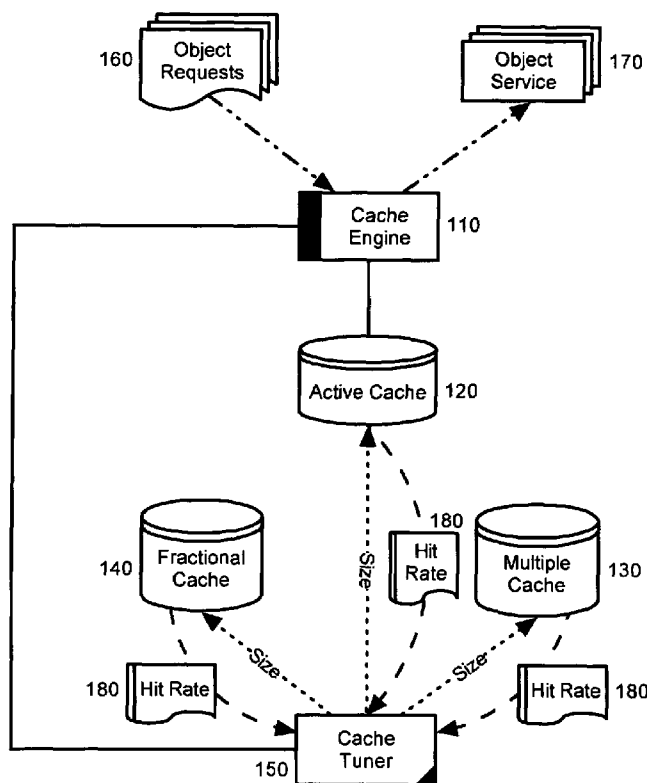 160
Object
Requests
Object
Service
170
Cache
Engine
110
Active Cache
120
180
140
Fractional
Cache
Size
Hit
Rate
Multiple
Cache
130
Size
Size
180
Hit Rate
Hit Rate
180
Cache
Tuner
150